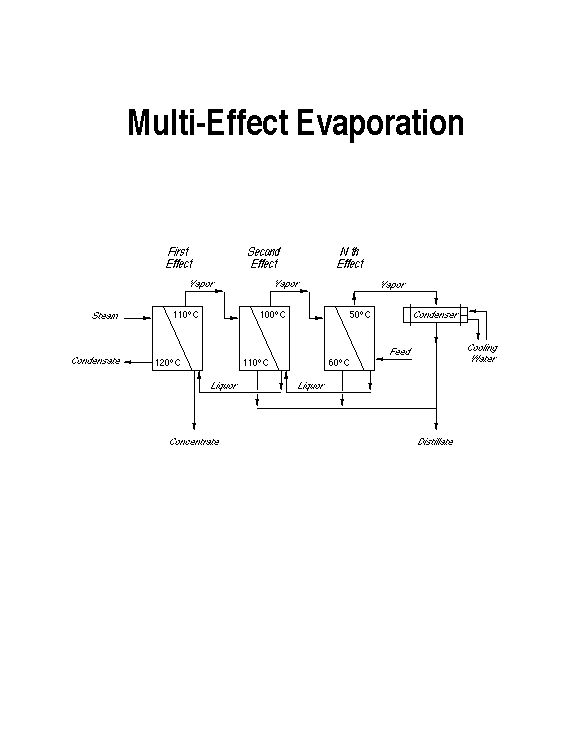 Multi-Effect Evaporation
First
Effect
Second
Effect
N th
Effect
Vapor
Vapor
Vapor
Steam
110° C
100° C
50° C
Condenser
Condensate
120° C
110° C
60° C
Feed
Cooling
Water
Liquor
Liquor
Concentrate
Distillate